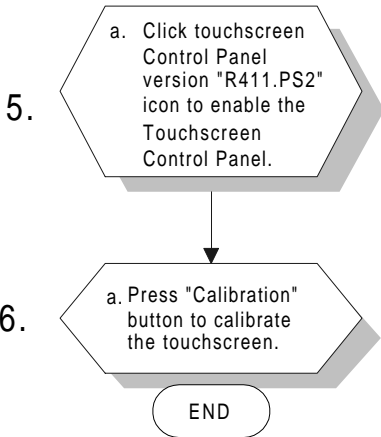 5.
a. Click touchscreen
Control Panel
version "R411.PS2"
icon to enable the
Touchscreen
Control Panel.
6.
a. Press "Calibration"
button to calibrate
the touchscreen.
END